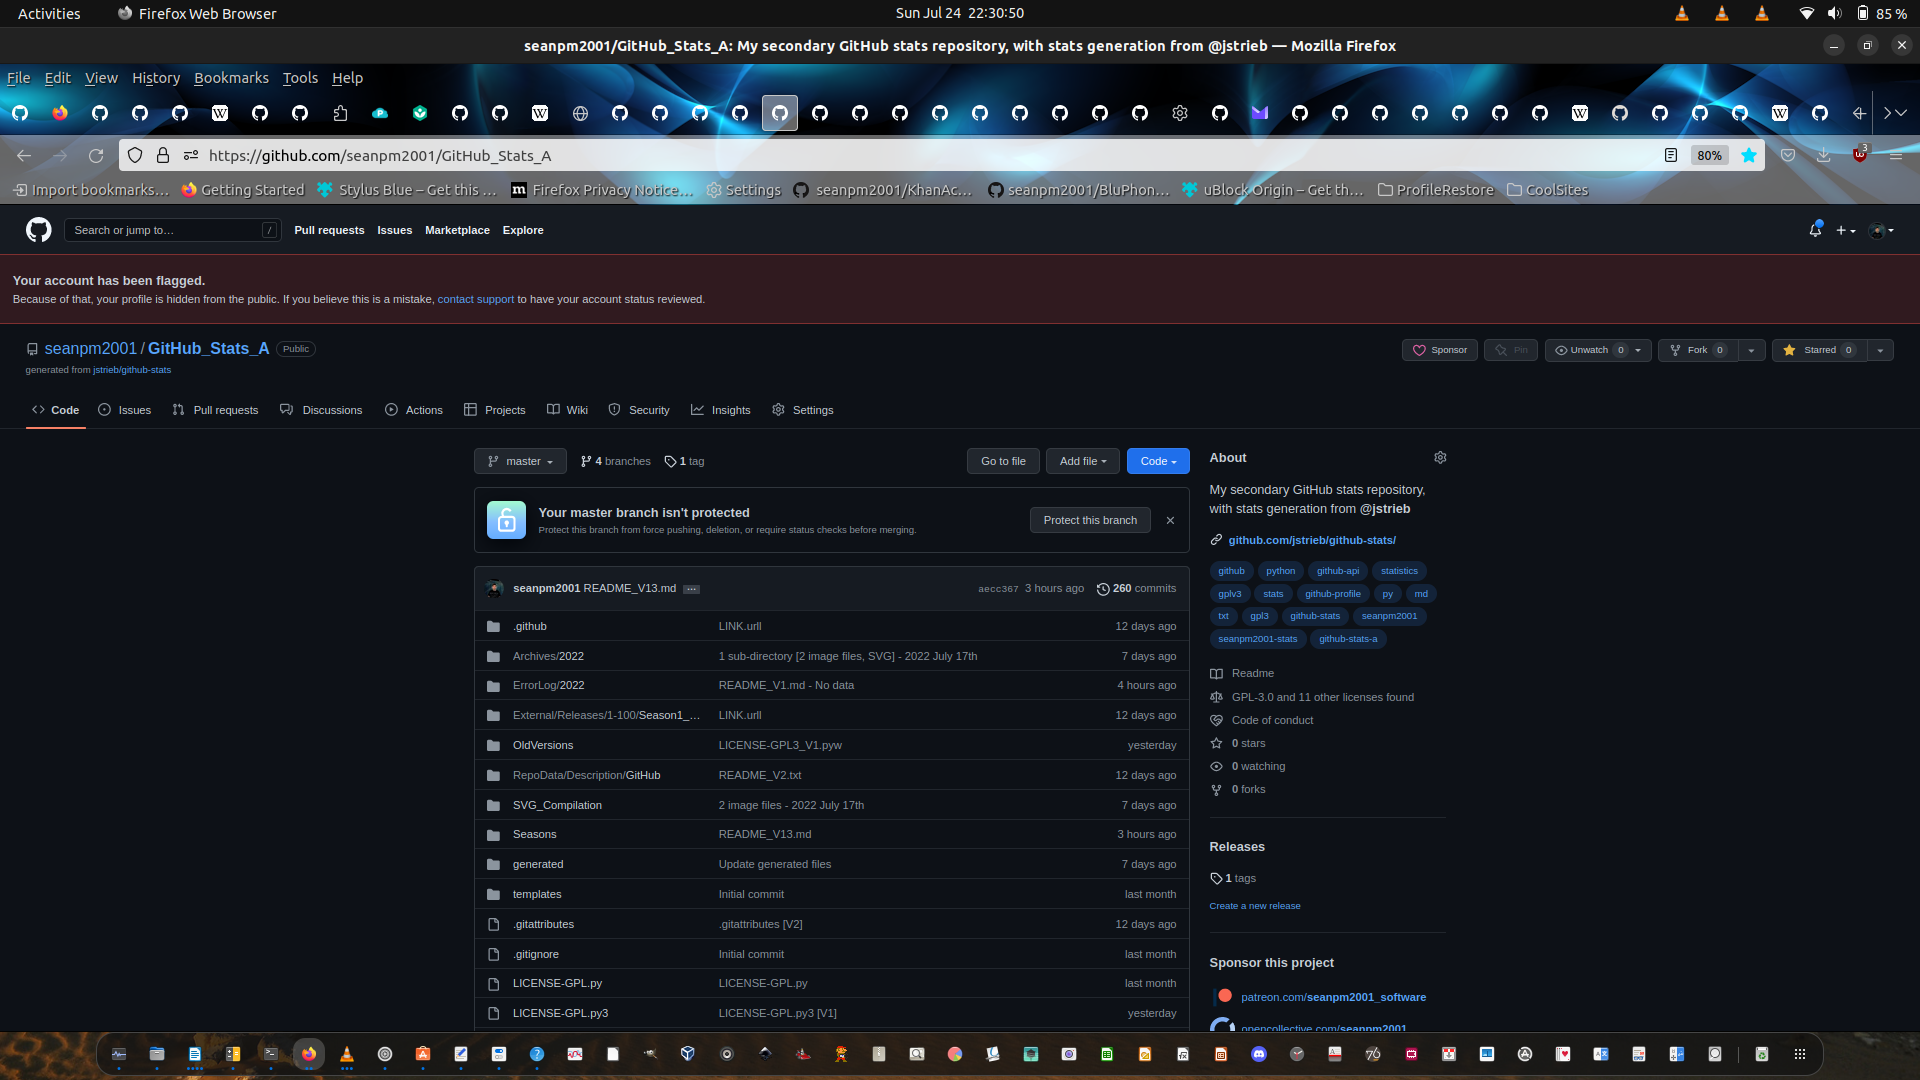 Activities
Firefox Web Browser
Sun Jul 24 22:30:50
85 %
seanpm2001/GitHub_Stats_A: My secondary GitHub stats repository, with stats generation from @jstrieb — Mozilla Firefox
File Edit View History Bookmarks Tools Help
https://github.com/seanpm2001/GitHub_Stats_A
80%
3
Import bookmarks…
Getting Started
Stylus Blue – Get this …
Firefox Privacy Notice…
Settings
seanpm2001/KhanAc…
seanpm2001/BluPhon…
uBlock Origin – Get th…
ProfileRestore
CoolSites
Search or jump to…
/
Pull requests
Issues
Marketplace
Explore
Your account has been flagged.
Because of that, your profile is hidden from the public. If you believe this is a mistake, contact support to have your account status reviewed.
seanpm2001 / GitHub_Stats_A
Public
generated from jstrieb/github-stats
Sponsor
Pin
Unwatch 0
Fork 0
Starred 0
Code
Issues
Pull requests
Discussions
Actions
Projects
Wiki
Security
Insights
Settings
master
4 branches
1 tag
Go to file
Add file
Code
Your master branch isn't protected
Protect this branch from force pushing, deletion, or require status checks before merging.
Protect this branch
seanpm2001 README_V13.md
aecc367 3 hours ago
260 commits
.github LINK.urll 12 days ago
Archives/2022 1 sub-directory [2 image files, SVG] - 2022 July 17th 7 days ago
ErrorLog/2022 README_V1.md - No data 4 hours ago
External/Releases/1-100/Season1_… LINK.urll 12 days ago
OldVersions LICENSE-GPL3_V1.pyw yesterday
RepoData/Description/GitHub README_V2.txt 12 days ago
SVG_Compilation 2 image files - 2022 July 17th 7 days ago
Seasons README_V13.md 3 hours ago
generated Update generated files 7 days ago
templates Initial commit last month
.gitattributes .gitattributes [V2] 12 days ago
.gitignore Initial commit last month
LICENSE-GPL.py LICENSE-GPL.py last month
LICENSE-GPL.py3 LICENSE-GPL.py3 [V1] yesterday
About
My secondary GitHub stats repository,
with stats generation from @jstrieb
github.com/jstrieb/github-stats/
github python github-api statistics
gplv3 stats github-profile py md
txt gpl3 github-stats seanpm2001
seanpm2001-stats github-stats-a
Readme
GPL-3.0 and 11 other licenses found
Code of conduct
0 stars
0 watching
0 forks
Releases
1 tags
Create a new release
Sponsor this project
patreon.com/seanpm2001_software
opencollective.com/seanpm2001